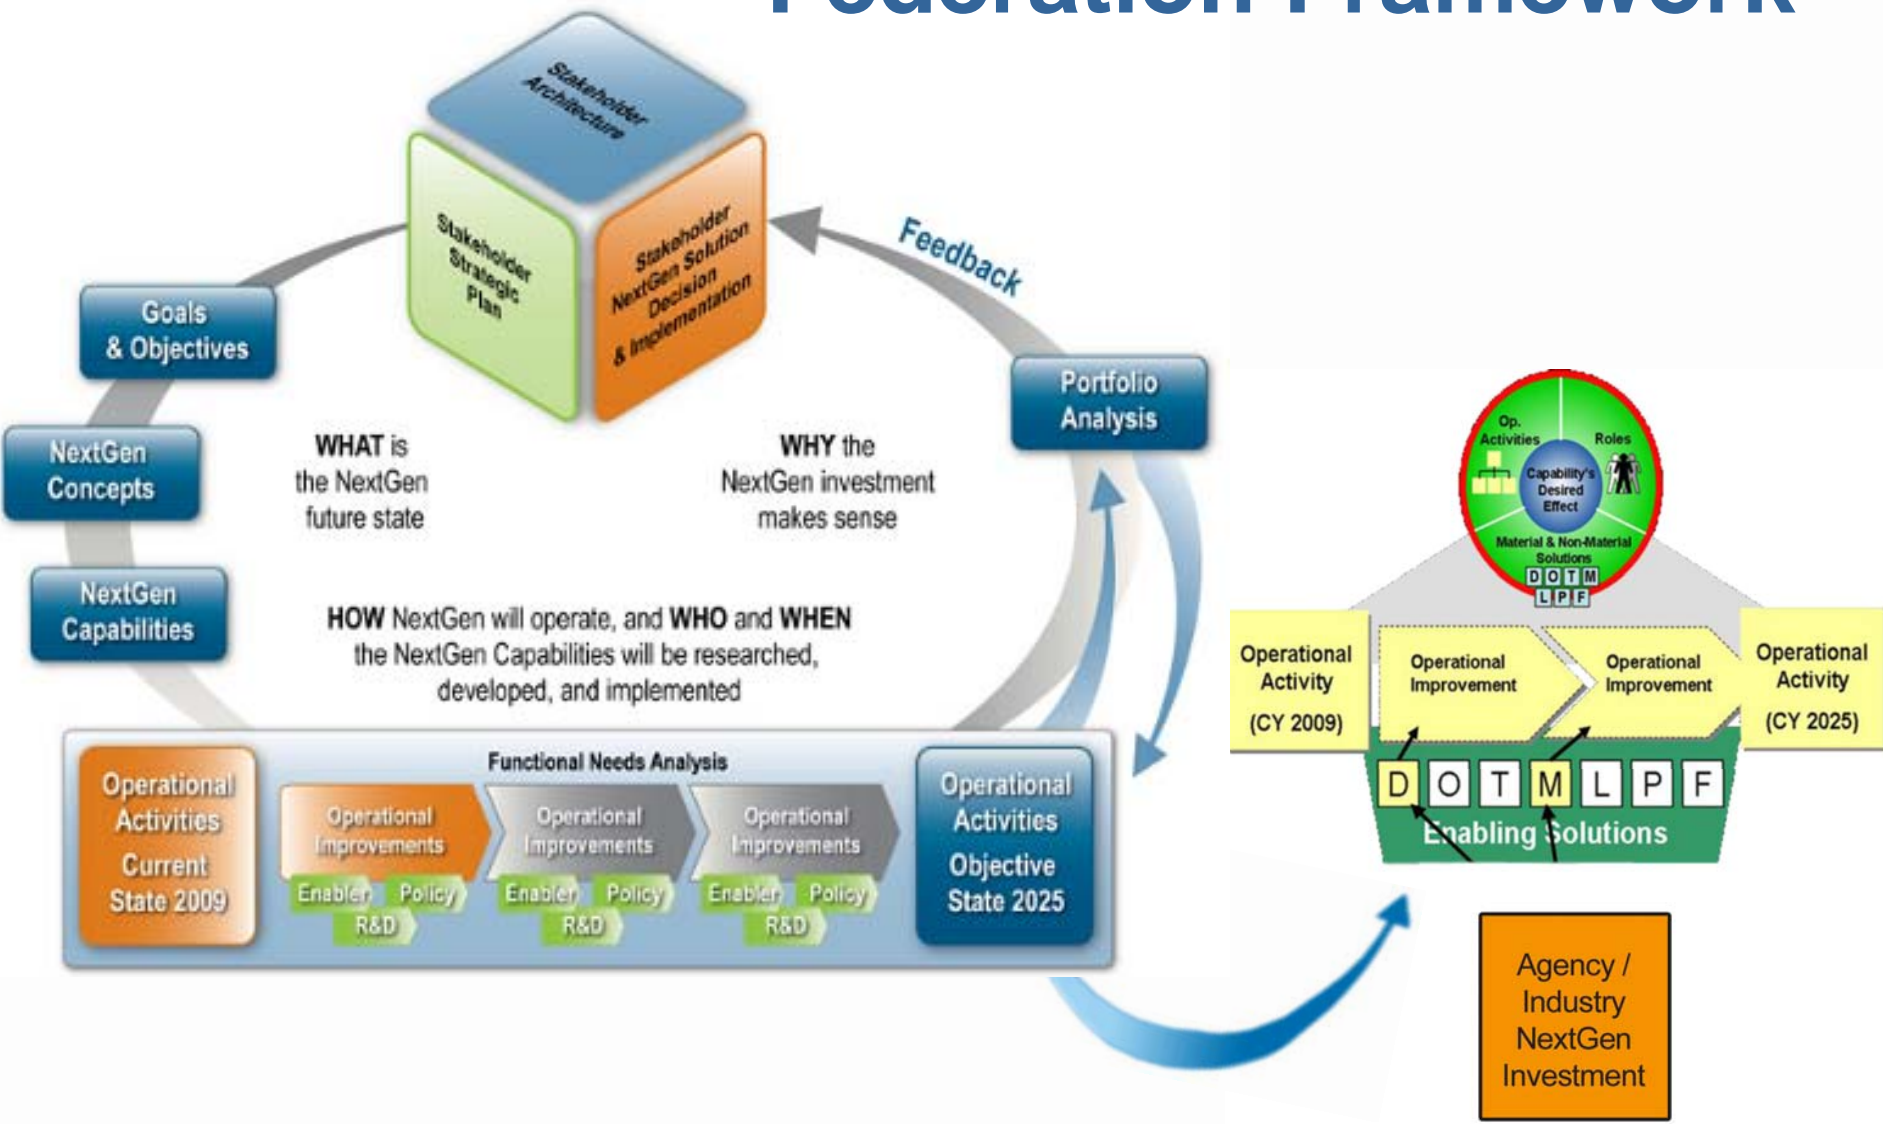 Federation Framework
Stakeholder
Architecture
Stakeholder
Strategic
Plan
Stakeholder
NextGen Solution
Decision
& Implementation
Feedback
Goals
& Objectives
NextGen
Concepts
NextGen
Capabilities
WHAT is
the NextGen
future state
WHY the
NextGen investment
makes sense
Portfolio
Analysis
HOW NextGen will operate, and WHO and WHEN
the NextGen Capabilities will be researched,
developed, and implemented
Functional Needs Analysis
Operational
Activities
Current
State 2009
Operational
Improvements
Enabler
Policy
R&D
Operational
Improvements
Enabler
Policy
R&D
Operational
Improvements
Enabler
Policy
R&D
Operational
Activities
Objective
State 2025
Op.
Activities
Roles
Capability's
Desired
Effect
Material & Non-Material
Solutions
D O T M
L P F
Operational
Activity
(CY 2009)
Operational
Improvement
Operational
Improvement
Operational
Activity
(CY 2025)
D O T M L P F
Enabling Solutions
Agency /
Industry
NextGen
Investment